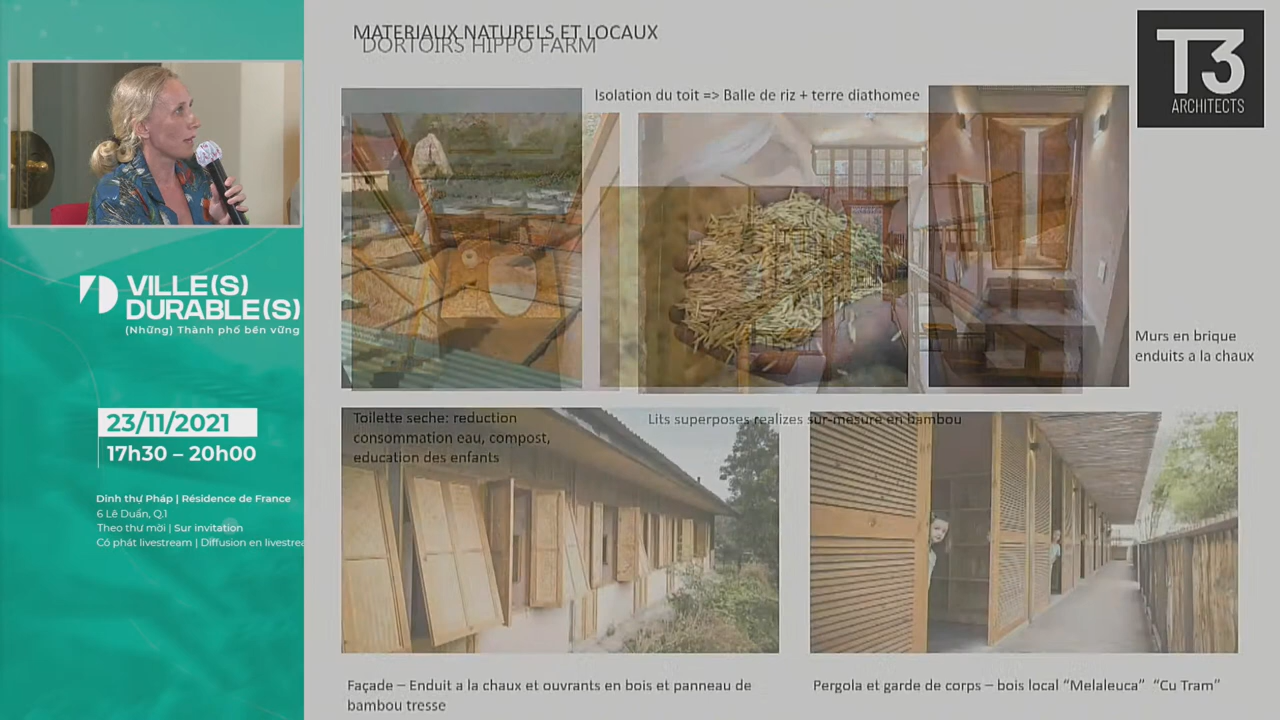 VILLE(S)
DURABLE(S)
(Những) Thành phố bền vững
23/11/2021
17h30 – 20h00
Dinh thự Pháp | Résidence de France
6 Lê Duẩn, Q.1
Theo thư mời | Sur invitation
Có phát livestream | Diffusion en livestrea
MATERIAUX NATURELS ET LOCAUX
DORTOIRS HIPPO FARM
T3
ARCHITECTS
Isolation du toit => Balle de riz + terre diathomee
Murs en brique
enduits a la chaux
Toilette seche: reduction
consommation eau, compost,
education des enfants
Lits superposes realizes sur-mesure en bambou
Façade – Enduit a la chaux et ouvrants en bois et panneau de
bambou tresse
Pergola et garde de corps – bois local “Melaleuca” “Cu Tram”